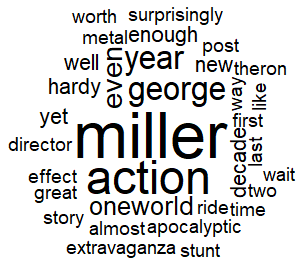 worth surprisingly
metal enough post
well even year new theron
hardy george way like
yet first
director miller decade last
effect action wait
great two
story oneworld ride time
almost apocalyptic
extravaganza stunt